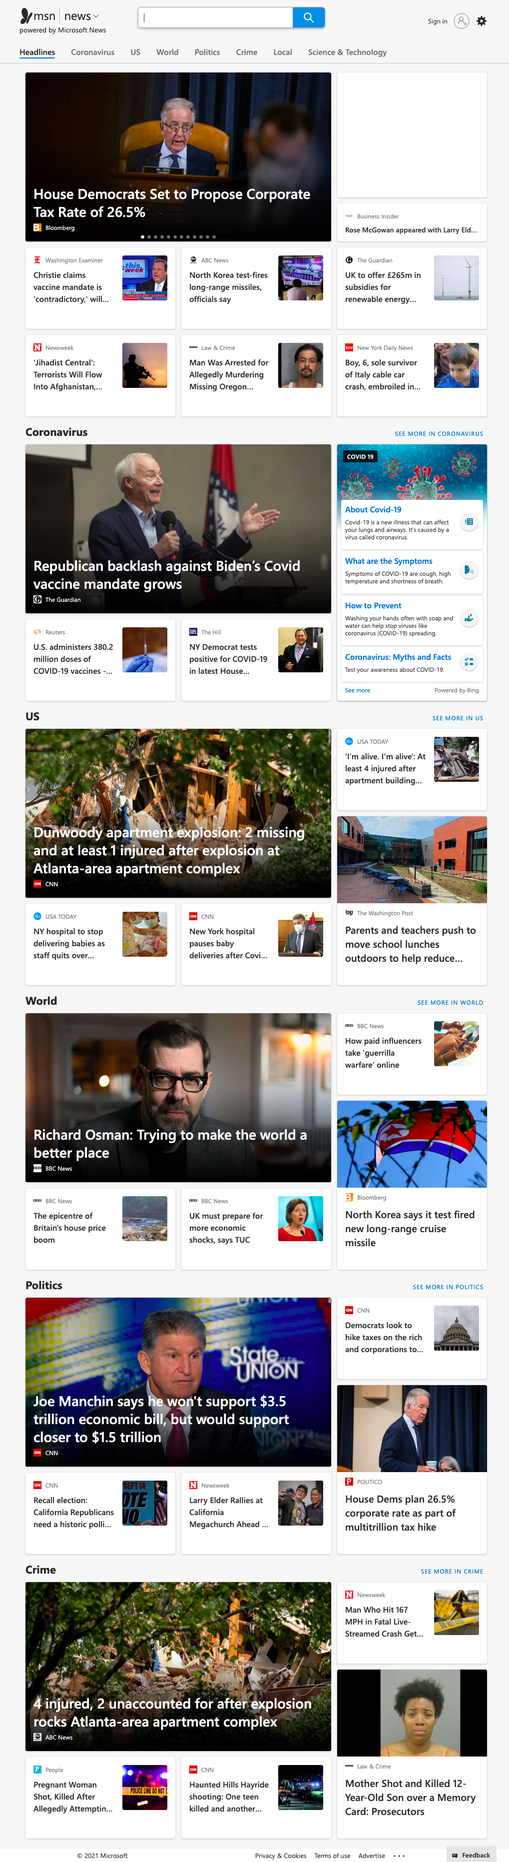 msn news
powered by Microsoft News
Sign in
Headlines Coronavirus US World Politics Crime Local Science & Technology
House Democrats Set to Propose Corporate
Tax Rate of 26.5%
Bloomberg
Business Insider
Rose McGowan appeared with Larry Eld...
Washington Examiner
Christie claims
vaccine mandate is
'contradictory,' will...
this
week
ABC News
North Korea test-fires
long-range missiles,
officials say
The Guardian
UK to offer £265m in
subsidies for
renewable energy...
Newsweek
'Jihadist Central':
Terrorists Will Flow
Into Afghanistan,...
Law & Crime
Man Was Arrested for
Allegedly Murdering
Missing Oregon...
New York Daily News
Boy, 6, sole survivor
of Italy cable car
crash, embroiled in...
Coronavirus
SEE MORE IN CORONAVIRUS
Republican backlash against Biden's Covid
vaccine mandate grows
The Guardian
COVID 19
About Covid-19
Covid-19 is a new illness that can affect
your lungs and airways. It's caused by a
virus called coronavirus.
What are the Symptoms
Symptoms of COVID-19 are cough, high
temperature and shortness of breath.
How to Prevent
Washing your hands often with soap and
water can help stop viruses like
coronavirus (COVID-19) spreading.
Coronavirus: Myths and Facts
Test your awareness about COVID-19.
See more
Powered by Bing
Reuters
U.S. administers 380.2
million doses of
COVID-19 vaccines -...
The Hill
NY Democrat tests
positive for COVID-19
in latest House...
US
SEE MORE IN US
Dunwoody apartment explosion: 2 missing
and at least 1 injured after explosion at
Atlanta-area apartment complex
CNN
USA TODAY
'I'm alive. I'm alive': At
least 4 injured after
apartment building...
The Washington Post
Parents and teachers push to
move school lunches
outdoors to help reduce...
USA TODAY
NY hospital to stop
delivering babies as
staff quits over...
CNN
New York hospital
pauses baby
deliveries after Covi...
World
SEE MORE IN WORLD
Richard Osman: Trying to make the world a
better place
BBC News
BBC News
How paid influencers
take 'guerrilla
warfare' online
Bloomberg
North Korea says it test fired
new long-range cruise
missile
BBC News
The epicentre of
Britain's house price
boom
BBC News
UK must prepare for
more economic
shocks, says TUC
Politics
SEE MORE IN POLITICS
State
UNION
Joe Manchin says he won't support $3.5
trillion economic bill, but would support
closer to $1.5 trillion
CNN
CNN
Democrats look to
hike taxes on the rich
and corporations to...
POLITICO
House Dems plan 26.5%
corporate rate as part of
multitrillion tax hike
CNN
Recall election:
California Republicans
need a historic polli...
SEPT 14
OTE
NO
Newsweek
Larry Elder Rallies at
California
Megachurch Ahead ...
Crime
SEE MORE IN CRIME
4 injured, 2 unaccounted for after explosion
rocks Atlanta-area apartment complex
ABC News
Newsweek
Man Who Hit 167
MPH in Fatal Live-
Streamed Crash Get...
Law & Crime
Mother Shot and Killed 12-
Year-Old Son over a Memory
Card: Prosecutors
People
Pregnant Woman
Shot, Killed After
Allegedly Attemptin...
POLICE LINE DO NOT
CNN
Haunted Hills Hayride
shooting: One teen
killed and another...
© 2021 Microsoft
Privacy & Cookies Terms of use Advertise ...
Feedback